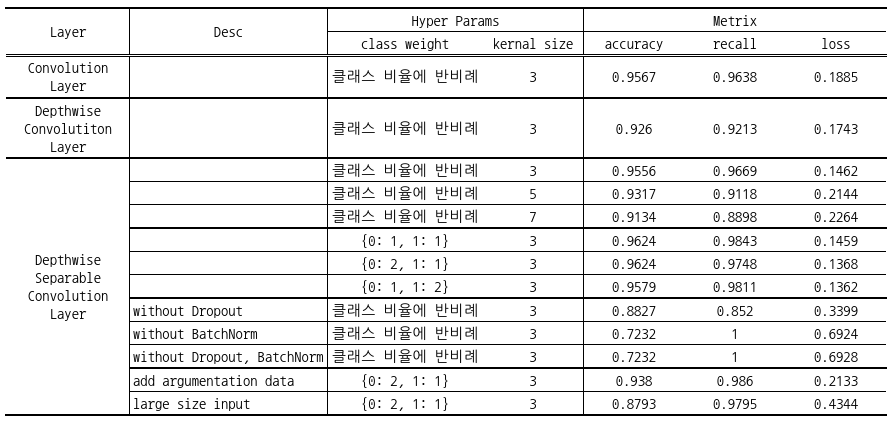 Layer Desc Hyper Params Metrix
class weight kernal size accuracy recall loss
Convolution
Layer
클래스 비율에 반비례 3 0.9567 0.9638 0.1885
Depthwise
Convolutiton
Layer
클래스 비율에 반비례 3 0.926 0.9213 0.1743
Depthwise
Separable
Convolution
Layer
클래스 비율에 반비례 3 0.9556 0.9669 0.1462
클래스 비율에 반비례 5 0.9317 0.9118 0.2144
클래스 비율에 반비례 7 0.9134 0.8898 0.2264
{0: 1, 1: 1} 3 0.9624 0.9843 0.1459
{0: 2, 1: 1} 3 0.9624 0.9748 0.1368
{0: 1, 1: 2} 3 0.9579 0.9811 0.1362
without Dropout 클래스 비율에 반비례 3 0.8827 0.852 0.3399
without BatchNorm 클래스 비율에 반비례 3 0.7232 1 0.6924
without Dropout, BatchNorm 클래스 비율에 반비례 3 0.7232 1 0.6928
add argumentation data {0: 2, 1: 1} 3 0.938 0.986 0.2133
large size input {0: 2, 1: 1} 3 0.8793 0.9795 0.4344